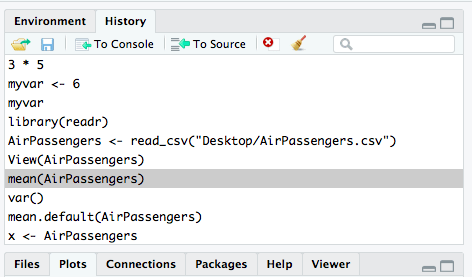 Environment History
To Console To Source
3 * 5
myvar <- 6
myvar
library(readr)
AirPassengers <- read_csv("Desktop/AirPassengers.csv")
View(AirPassengers)
mean(AirPassengers)
var()
mean.default(AirPassengers)
x <- AirPassengers
Files Plots Connections Packages Help Viewer